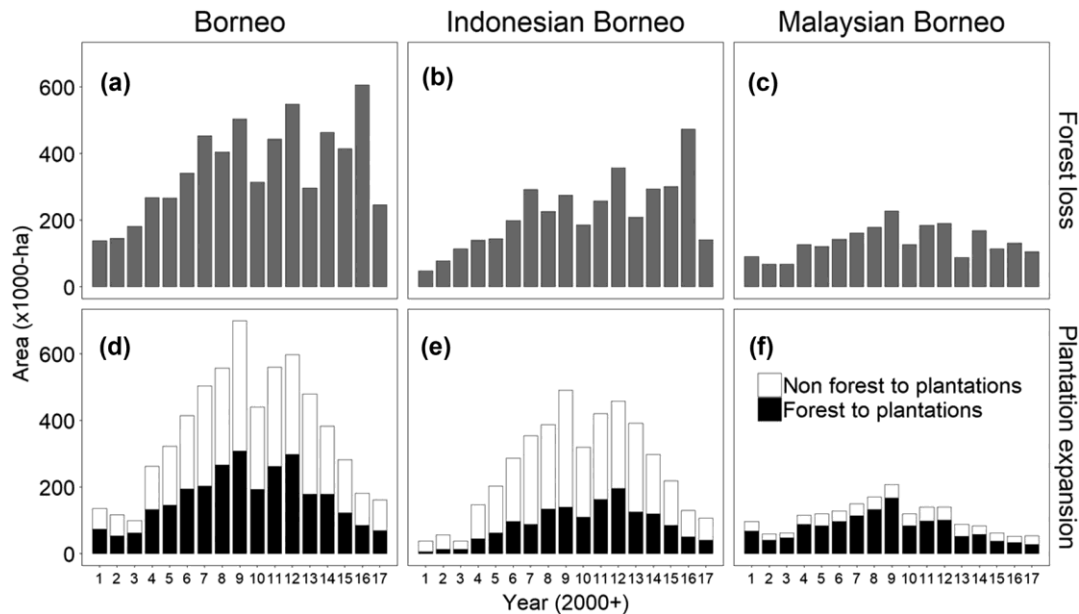 Borneo Indonesian Borneo Malaysian Borneo
(a) (b) (c)
600
400
200
0
Forest loss
Area (x1000-ha)
(d) (e) (f)
600
400
200
0
Non forest to plantations
Forest to plantations
Plantation expansion
1 2 3 4 5 6 7 8 9 10 11 12 13 14 15 16 17 1 2 3 4 5 6 7 8 9 10 11 12 13 14 15 16 17 1 2 3 4 5 6 7 8 9 10 11 12 13 14 15 16 17
Year (2000+)